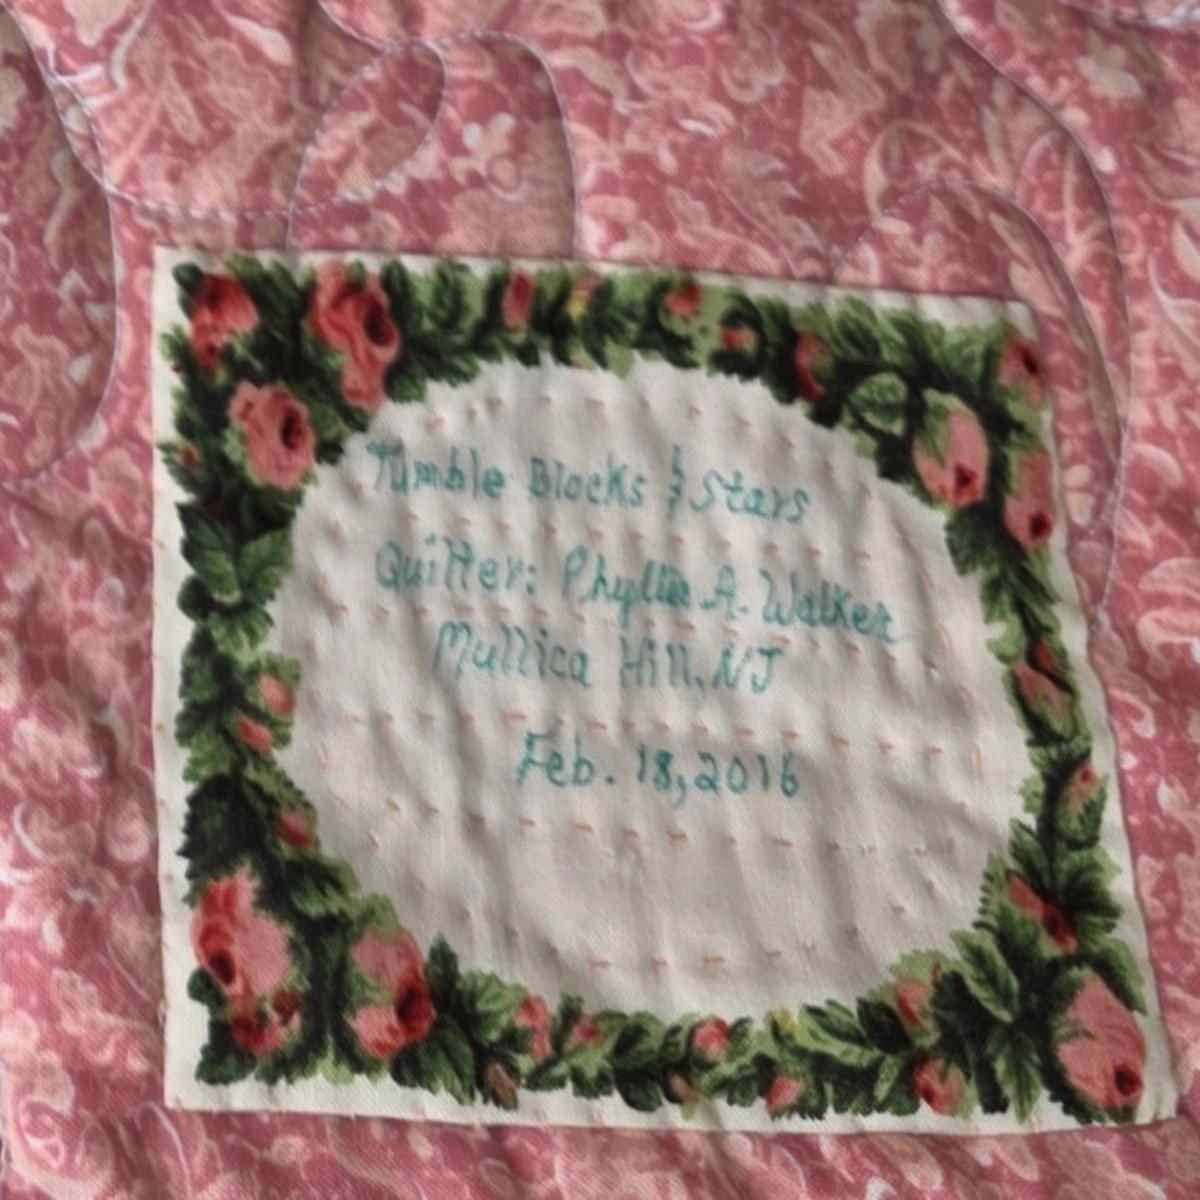 Tumble Blocks & Stars
Quilter: Phyllis A. Walker
Mullica Hill, NJ
Feb. 18, 2016